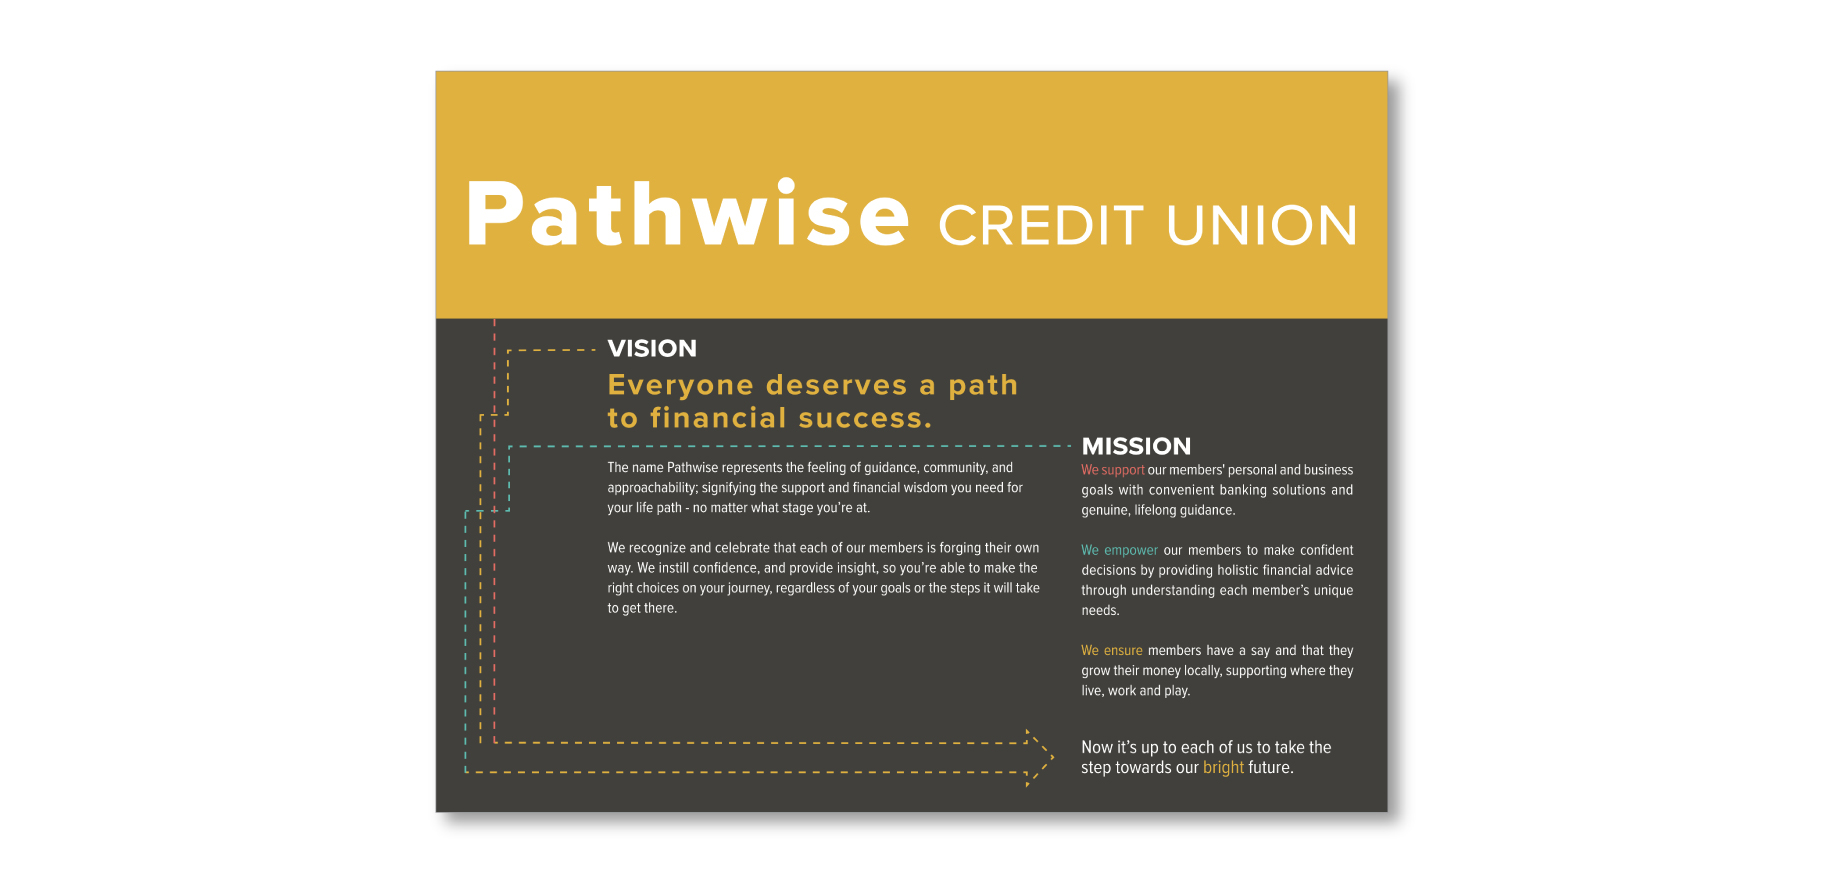 Pathwise CREDIT UNION
VISION
Everyone deserves a path
to financial success.
The name Pathwise represents the feeling of guidance, community, and
approachability; signifying the support and financial wisdom you need for
your life path - no matter what stage you're at.
We recognize and celebrate that each of our members is forging their own
way. We instill confidence, and provide insight, so you're able to make the
right choices on your journey, regardless of your goals or the steps it will take
to get there.
MISSION
We support our members' personal and business
goals with convenient banking solutions and
genuine, lifelong guidance.
We empower our members to make confident
decisions by providing holistic financial advice
through understanding each member's unique
needs.
We ensure members have a say and that they
grow their money locally, supporting where they
live, work and play.
Now it's up to each of us to take the
step towards our bright future.